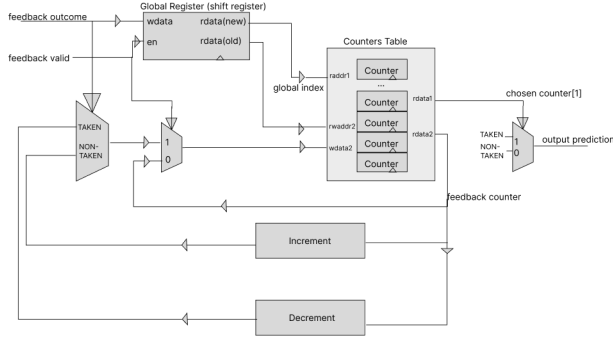 Global Register (shift register)
feedback outcome
wdata
rdata(new)
en
rdata(old)
feedback valid
Counters Table
raddr1
Counter
...
global index
Counter
rdata1
chosen counter[1]
TAKEN
rwaddr2
Counter
rdata2
TAKEN
1
output prediction
NON-
TAKEN
1
0
wdata2
Counter
NON-
TAKEN
0
Counter
feedback counter
Increment
Decrement